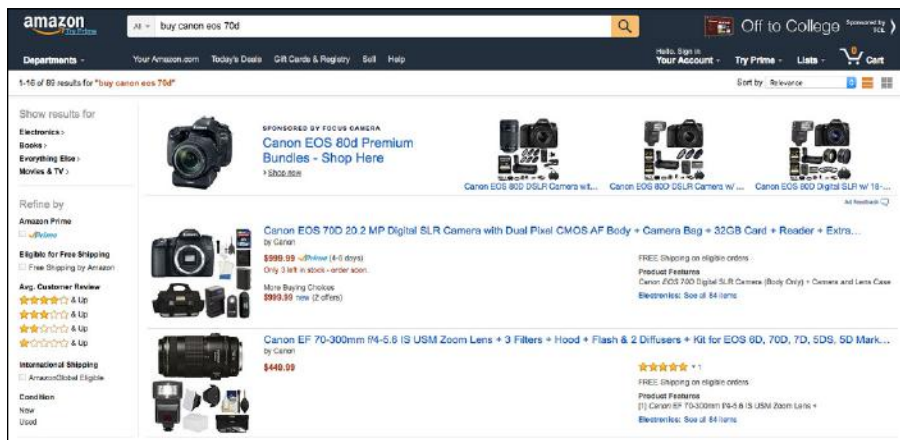 amazon
Try Prime
All
buy canon eos 70d
Off to College
Sponsored by
TCL
Departments
Your Amazon.com Today's Deals Gift Cards & Registry Sell Help
Hello. Sign in
Your Account
Try Prime
Lists
0
Cart
1-16 of 89 results for "buy canon eos 70d"
Sort by Relevance
Show results for
Electronics
Books
Everything Else
Movies & TV
Refine by
Amazon Prime
Prime
Eligible for Free Shipping
Free Shipping by Amazon
Avg. Customer Review
& Up
& Up
& Up
& Up
International Shipping
AmazonGlobal Eligible
Condition
New
Used
SPONSORED BY FOCUS CAMERA
Canon EOS 80d Premium
Bundles - Shop Here
Shop now
Canon EOS 80D DSLR Camera wit...
Canon EOS 80D DSLR Camera w/ ...
Canon EOS 80D Digital SLR w/ 18-...
Ad feedback
Canon EOS 70D 20.2 MP Digital SLR Camera with Dual Pixel CMOS AF Body + Camera Bag + 32GB Card + Reader + Extra...
by Canon
$999.99 Prime (4-5 days)
Only 3 left in stock - order soon.
More Buying Choices
$999.99 new (2 offers)
FREE Shipping on eligible orders
Product Features
Canon EOS 70D Digital SLR Camera (Body Only) + Camera and Lens Case
Electronics: See all 84 items
Canon EF 70-300mm f/4-5.6 IS USM Zoom Lens + 3 Filters + Hood + Flash & 2 Diffusers + Kit for EOS 6D, 70D, 7D, 5DS, 5D Mark...
by Canon
$449.99
1
FREE Shipping on eligible orders
Product Features
[1] Canon EF 70-300mm f/4-5.6 IS USM Zoom Lens +
Electronics: See all 84 items